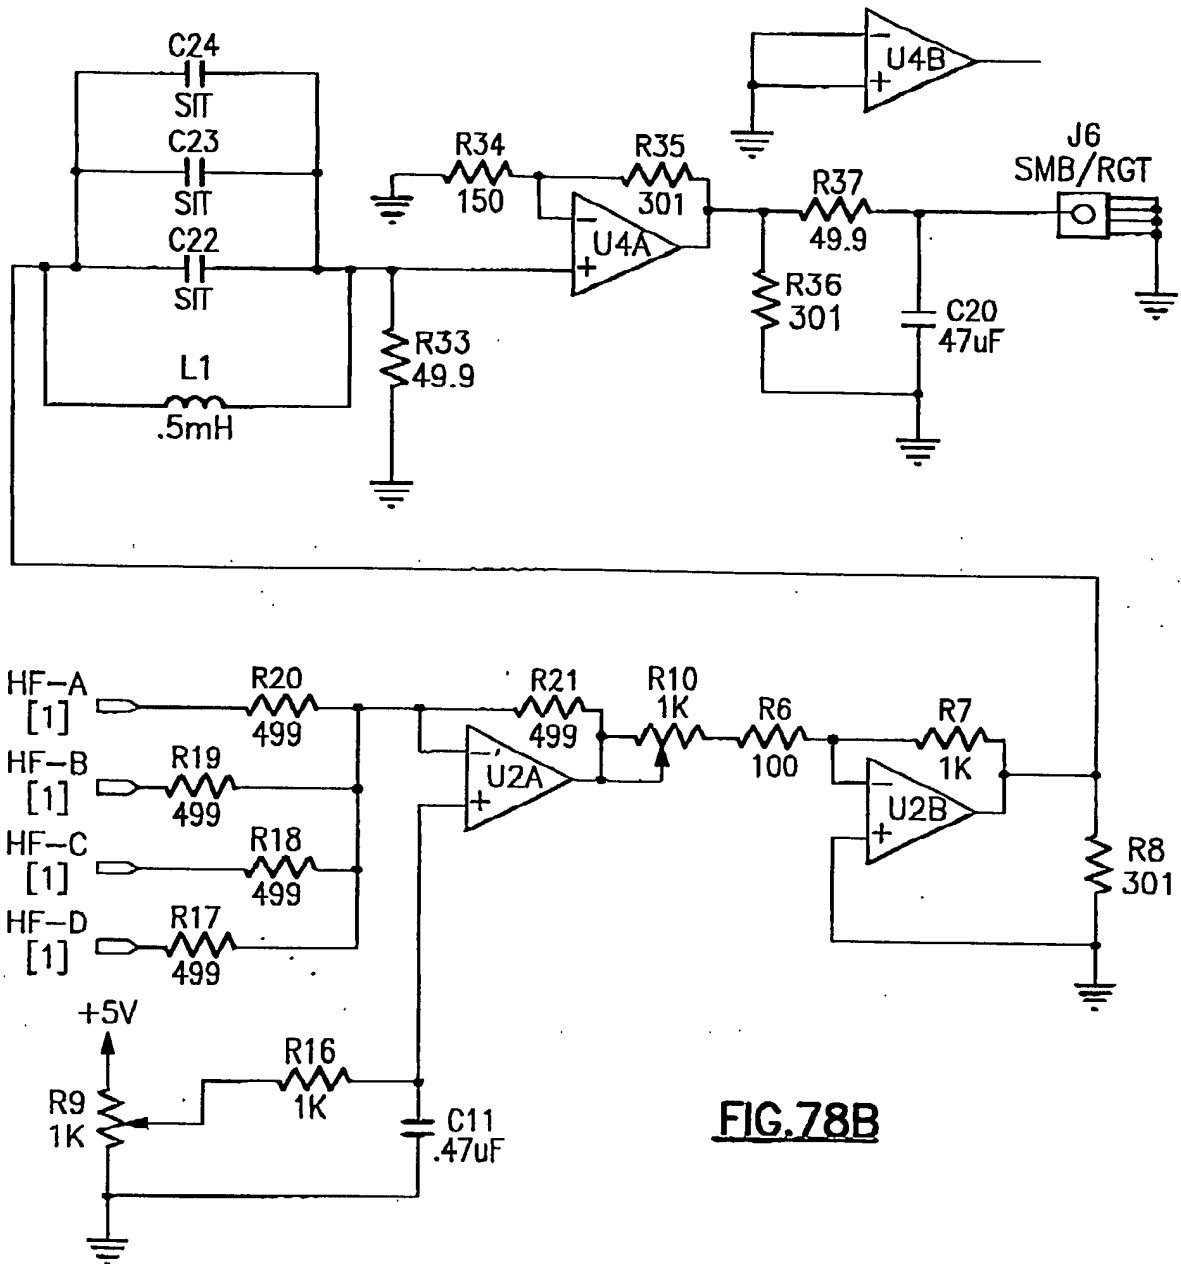 C24
SIT
C23
SIT
C22
SIT
L1
.5mH
R34
150
R35
301
−
U4A
+
R33
49.9
−
U4B
+
R37
49.9
R36
301
C20
.47uF
J6
SMB/RGT
HF-A
[1]
HF-B
[1]
HF-C
[1]
HF-D
[1]
R20
499
R19
499
R18
499
R17
499
R21
499
−
U2A
+
R10
1K
R6
100
R7
1K
−
U2B
+
R8
301
+5V
R9
1K
R16
1K
C11
.47uF
FIG.78B